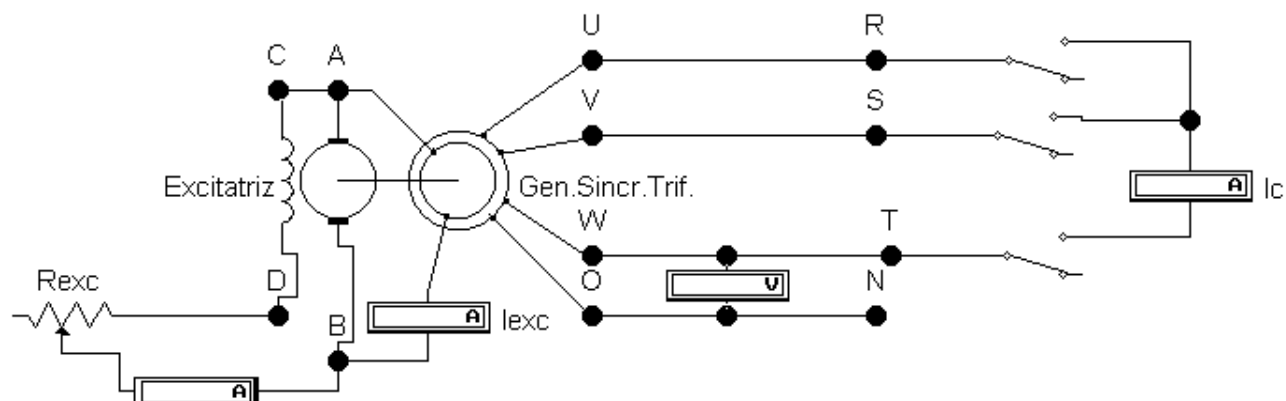 U R
C A
V S
Excitatriz Gen.Sincr.Trif. A Ic
W T
Rexc D O V N
B A Iexc
A